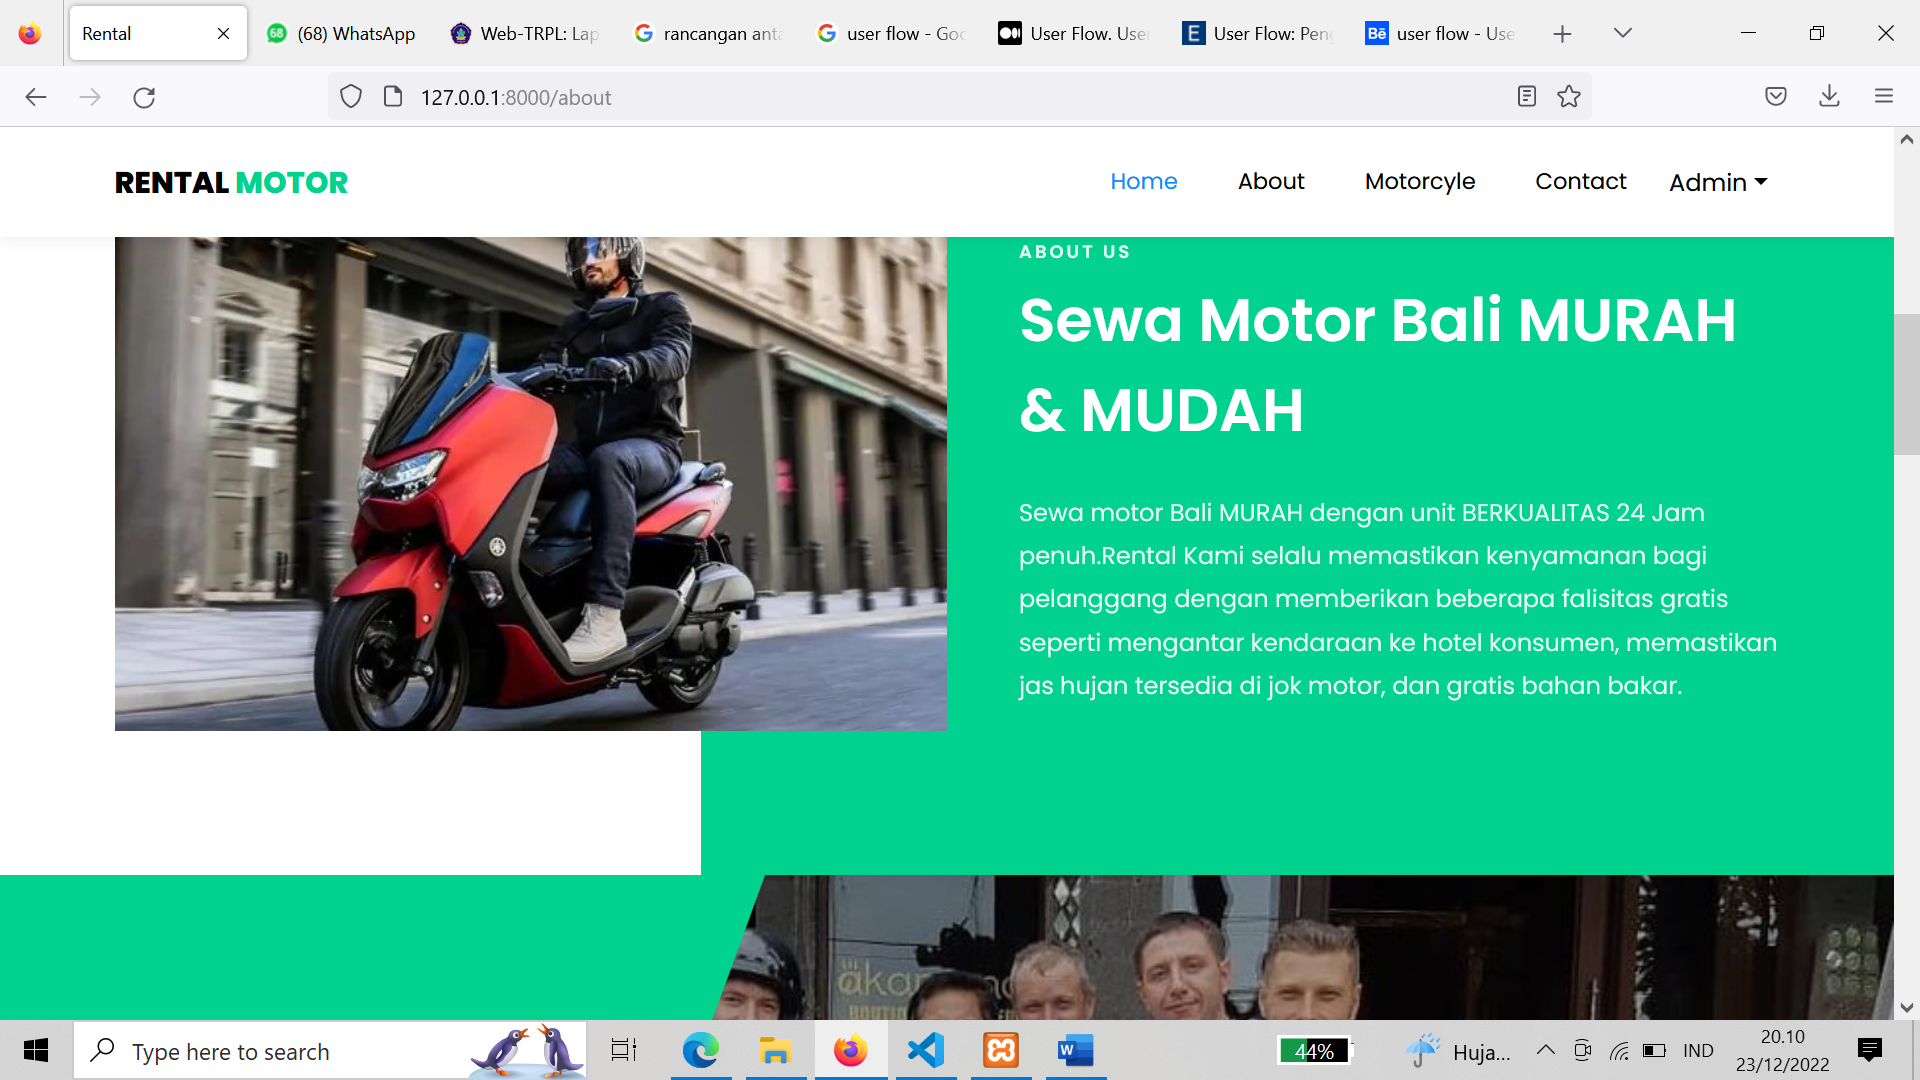 Rental
(68) WhatsApp
Web-TRPL: Lap
rancangan anta
user flow - Goo
User Flow. Use
User Flow: Peng
user flow - Use
127.0.0.1:8000/about
RENTAL MOTOR
Home
About
Motorcyle
Contact
Admin
ABOUT US
Sewa Motor Bali MURAH
& MUDAH
Sewa motor Bali MURAH dengan unit BERKUALITAS 24 Jam
penuh.Rental Kami selalu memastikan kenyamanan bagi
pelanggang dengan memberikan beberapa falisitas gratis
seperti mengantar kendaraan ke hotel konsumen, memastikan
jas hujan tersedia di jok motor, dan gratis bahan bakar.
Type here to search
44%
Huja...
IND
20.10
23/12/2022